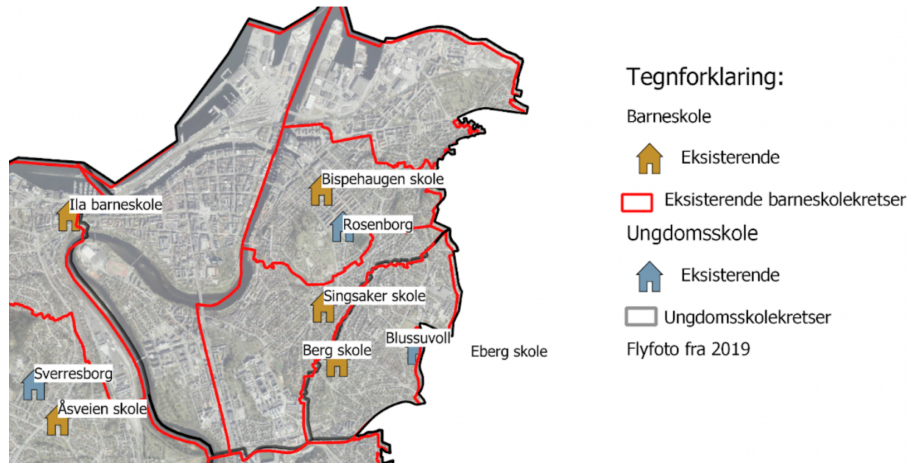 Ila barneskole
Bispehaugen skole
Rosenborg
Singsaker skole
Berg skole
Blussuvoll
Eberg skole
Sverresborg
Åsveien skole
Tegnforklaring:
Barneskole
Eksisterende
Eksisterende barneskolekretser
Ungdomsskole
Eksisterende
Ungdomsskolekretser
Flyfoto fra 2019